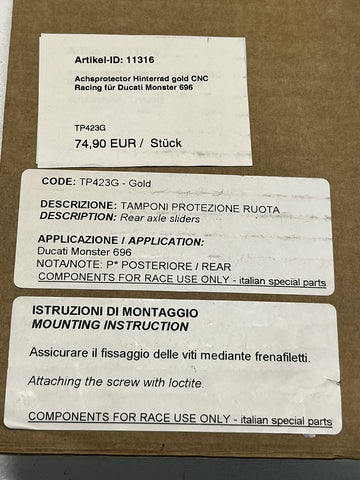 Artikel-ID: 11316
Achsprotector Hinterrad gold CNC
Racing für Ducati Monster 696
TP423G
74,90 EUR / Stück
CODE: TP423G - Gold
DESCRIZIONE: TAMPONI PROTEZIONE RUOTA
DESCRIPTION: Rear axle sliders
APPLICAZIONE / APPLICATION:
Ducati Monster 696
NOTA/NOTE: P* POSTERIORE / REAR
COMPONENTS FOR RACE USE ONLY - italian special parts
ISTRUZIONI DI MONTAGGIO
MOUNTING INSTRUCTION
Assicurare il fissaggio delle viti mediante frenafiletti.
Attaching the screw with loctite.
COMPONENTS FOR RACE USE ONLY - italian special parts